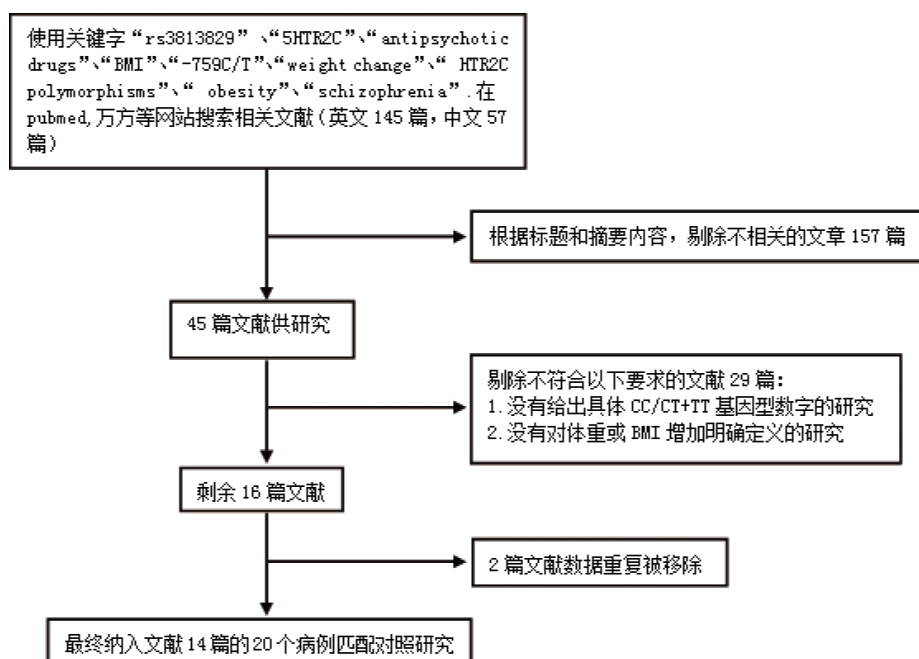 使用关键字“rs3813829”、“5HTR2C”、“antipsychotic
drugs”、“BMI”、“-759C/T”、“weight change”、“ HTR2C
polymorphisms”、“ obesity”、“schizophrenia”.在
pubmed,万方等网站搜索相关文献(英文 145 篇，中文 57
篇)
根据标题和摘要内容，剔除不相关的文章 157 篇
45 篇文献供研究
剔除不符合以下要求的文献 29 篇：
1.没有给出具体 CC/CT+TT 基因型数字的研究
2.没有对体重或 BMI 增加明确定义的研究
剩余 16 篇文献
2 篇文献数据重复被移除
最终纳入文献 14 篇的 20 个病例匹配对照研究